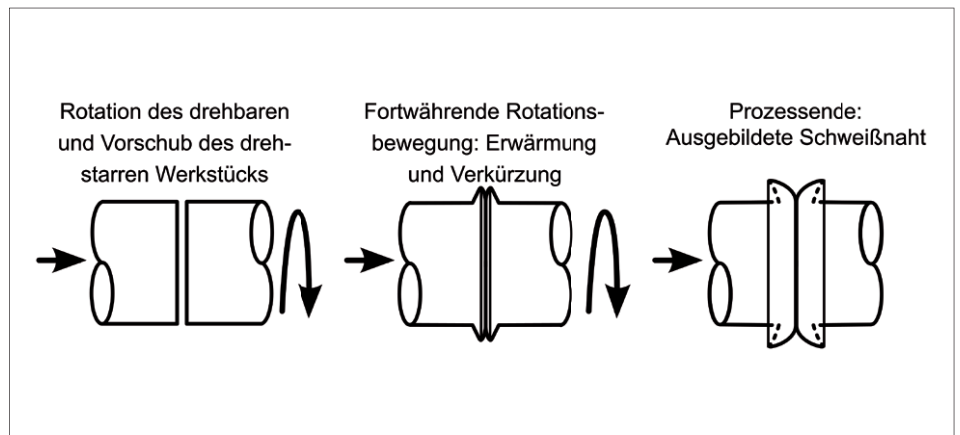 Rotation des drehbaren
und Vorschub des dreh-
starren Werkstücks
Fortwährende Rotations-
bewegung: Erwärmung
und Verkürzung
Prozessende:
Ausgebildete Schweißnaht